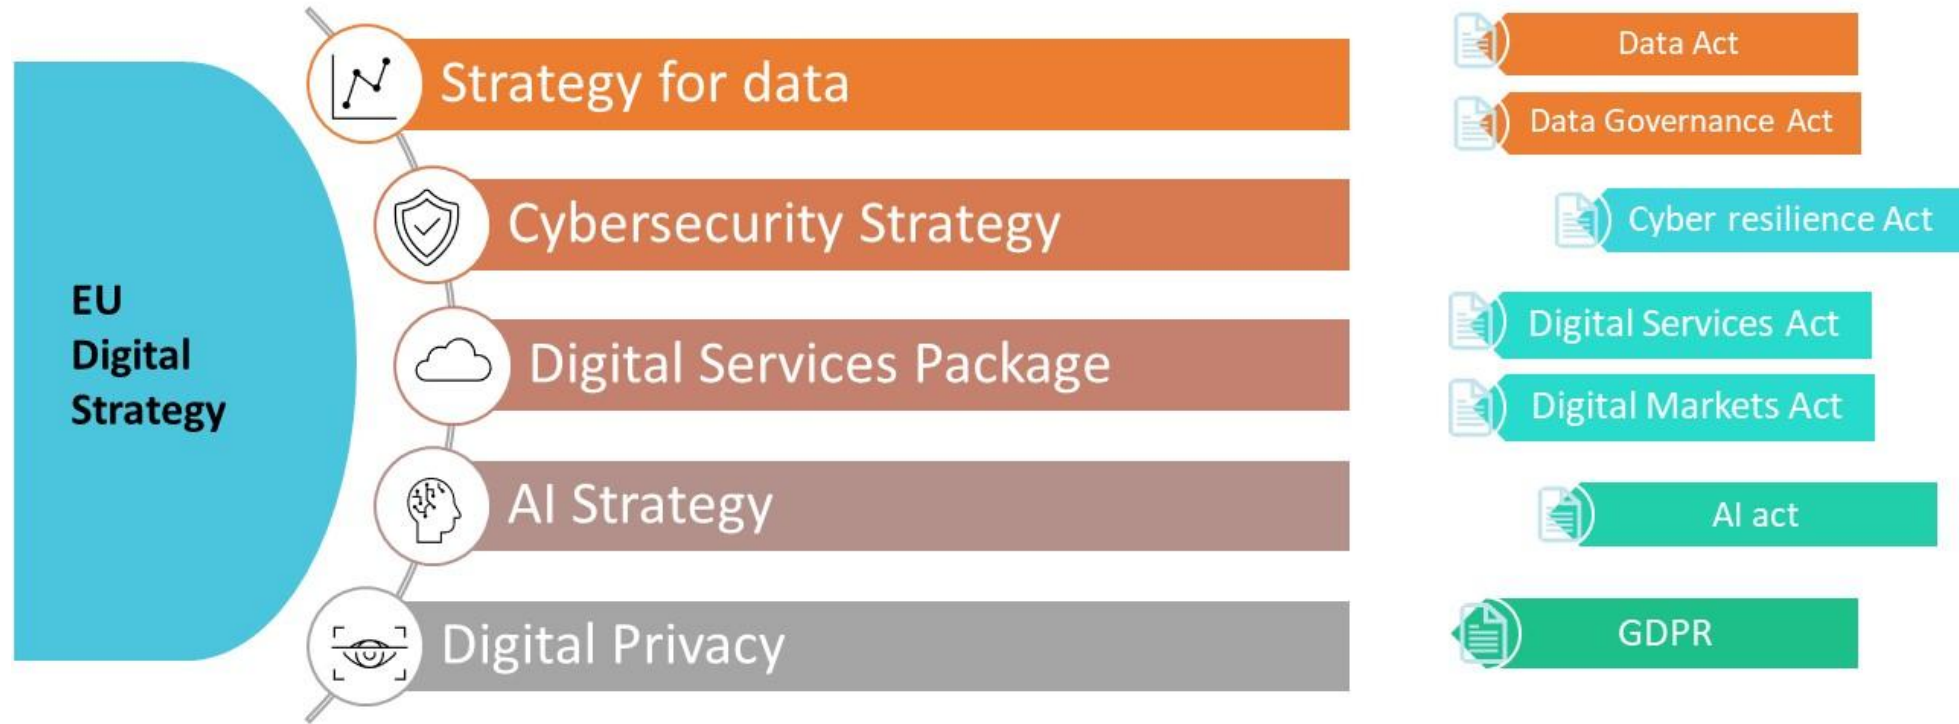 EU
Digital
Strategy
Strategy for data
Cybersecurity Strategy
Digital Services Package
AI Strategy
Digital Privacy
Data Act
Data Governance Act
Cyber resilience Act
Digital Services Act
Digital Markets Act
AI act
GDPR